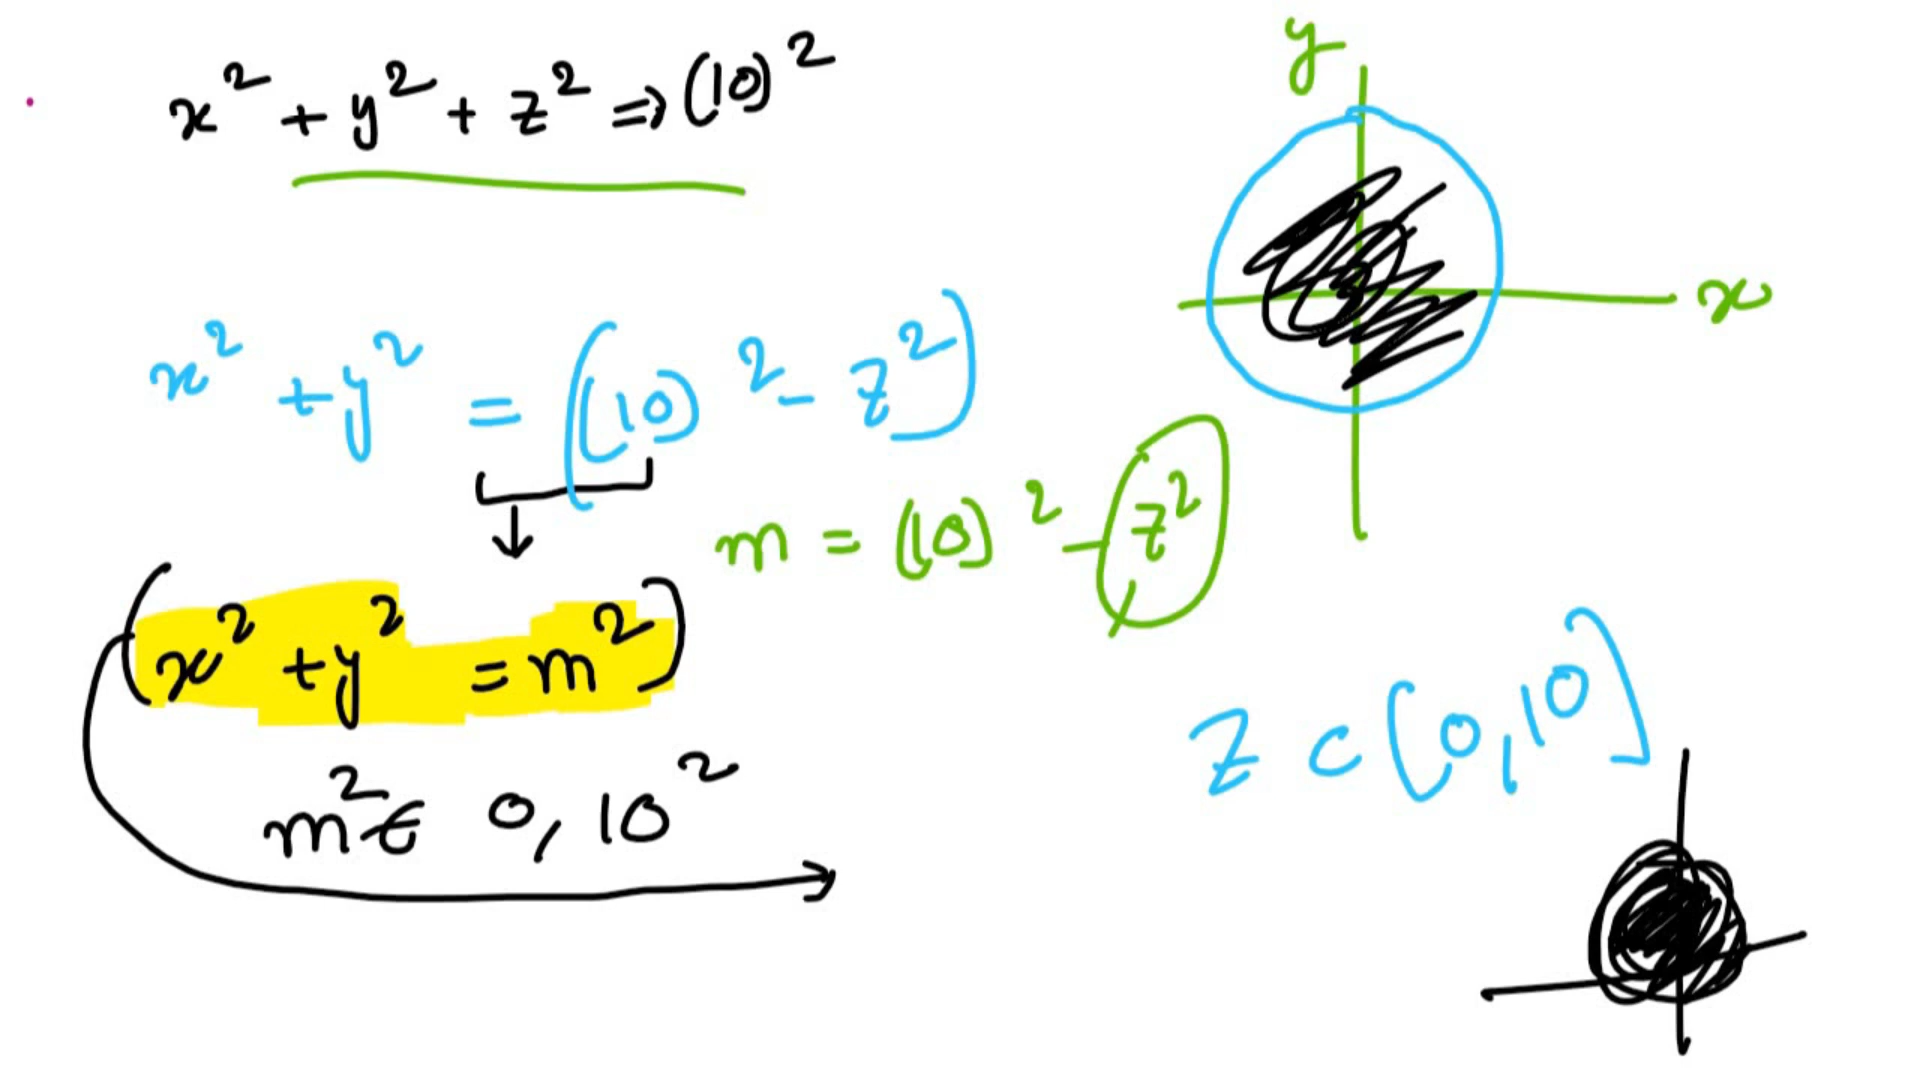 x² + y² + z² => (10)²
y
x
x² + y² = ((10)² - z²)
m = (10)² - z²
(x² + y² = m²)
z ⊂ [0,10]
m² ∈ 0, 10²